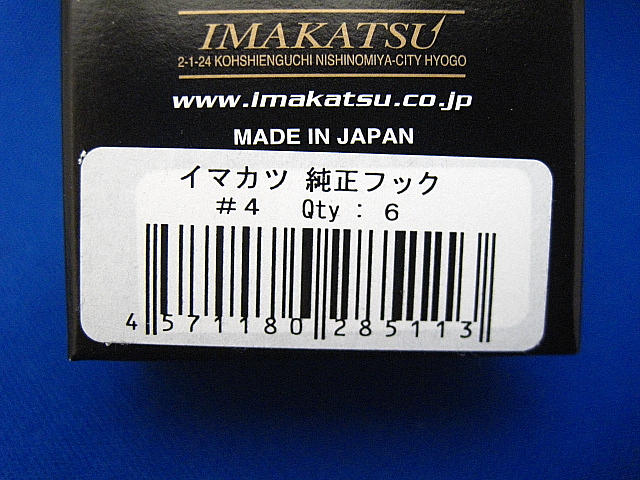 IMAKATSU
2-1-24 KOHSHIENGUCHI NISHINOMIYA-CITY HYOGO
www.Imakatsu.co.jp
MADE IN JAPAN
イマカツ 純正フック
#4 Qty : 6
4 571180 285113